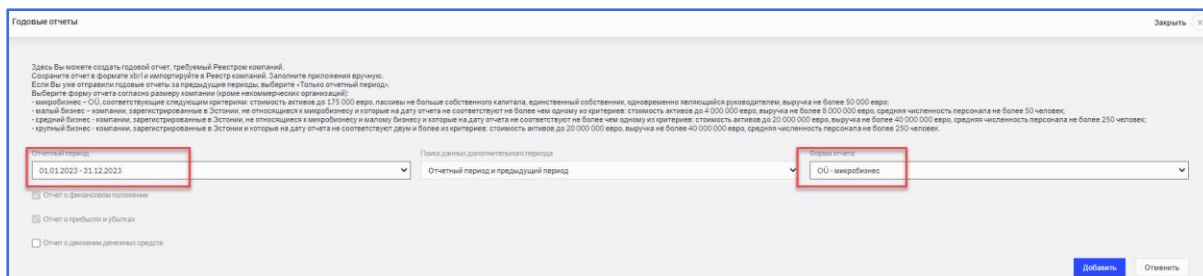 Годовые отчеты
Закрыть
Здесь Вы можете создать годовой отчет, требуемый Реестром компаний.
Сохраните отчет в формате xbrl и импортируйте в Реестр компаний. Заполните приложения вручную.
Если Вы уже отправили годовые отчеты за предыдущие периоды, выберите «Только отчетный период».
Выберите форму отчета согласно размеру компании (кроме некоммерческих организаций):
- микробизнес – OÜ, соответствующие следующим критериям: стоимость активов до 175 000 евро, пассивы не больше собственного капитала, единственный собственник, одновременно являющийся руководителем, выручка не более 50 000 евро;
- малый бизнес – компании, зарегистрированные в Эстонии, не относящиеся к микробизнесу и которые на дату отчета не соответствуют не более чем одному из критериев: стоимость активов до 4 000 000 евро, выручка не более 8 000 000 евро, средняя численность персонала не более 50 человек;
- средний бизнес - компании, зарегистрированные в Эстонии, не относящиеся к микробизнесу и малому бизнесу и которые на дату отчета не соответствуют не более чем одному из критериев: стоимость активов до 20 000 000 евро, выручка не более 40 000 000 евро, средняя численность персонала не более 250 человек;
- крупный бизнес - компании, зарегистрированные в Эстонии и которые на дату отчета не соответствуют двум и более из критериев: стоимость активов до 20 000 000 евро, выручка не более 40 000 000 евро, средняя численность персонала не более 250 человек.
Отчетный период
Поиск данных дополнительного периода
Форма отчета
01.01.2023 - 31.12.2023
Отчетный период и предыдущий период
OÜ - микробизнес
Отчет о финансовом положении
Отчет о прибылях и убытках
Отчет о движении денежных средств
Добавить
Отменить